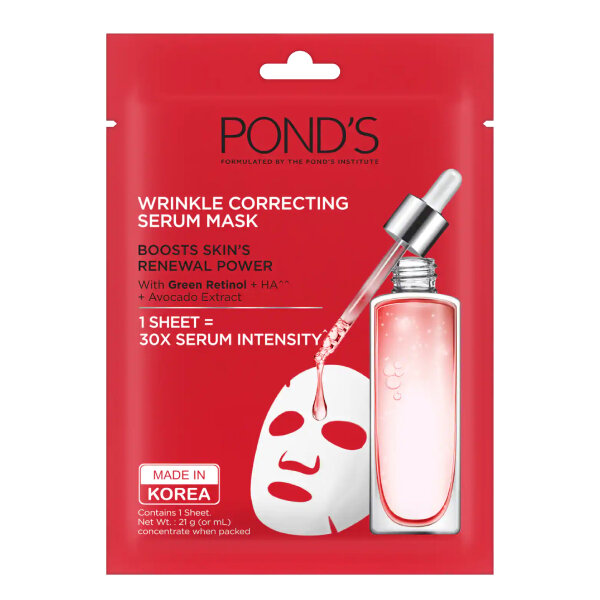 POND'S
FORMULATED BY THE POND'S INSTITUTE
WRINKLE CORRECTING
SERUM MASK
BOOSTS SKIN'S
RENEWAL POWER
With Green Retinol + HA^^
+ Avocado Extract
1 SHEET =
30X SERUM INTENSITY^
MADE IN
KOREA
Contains 1 Sheet.
Net Wt. : 21 g (or mL)
concentrate when packed